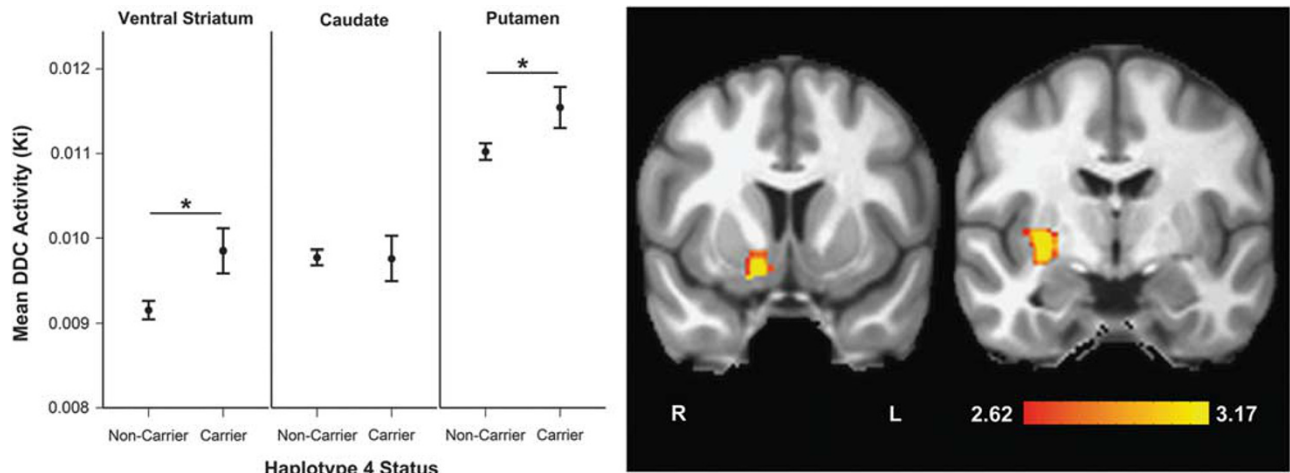 Ventral Striatum Caudate Putamen
Mean DDC Activity (Ki)
0.012
0.011
0.010
0.009
0.008
*
*
Non-Carrier Carrier Non-Carrier Carrier Non-Carrier Carrier
Haplotype 4 Status
R L 2.62 3.17